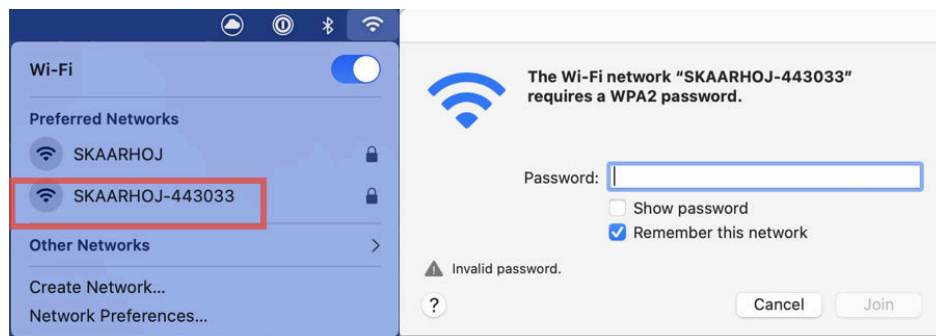 Wi-Fi
Preferred Networks
SKAARHOJ
SKAARHOJ-443033
Other Networks
Create Network...
Network Preferences...
The Wi-Fi network “SKAARHOJ-443033”
requires a WPA2 password.
Password:
Show password
Remember this network
Invalid password.
?
Cancel
Join